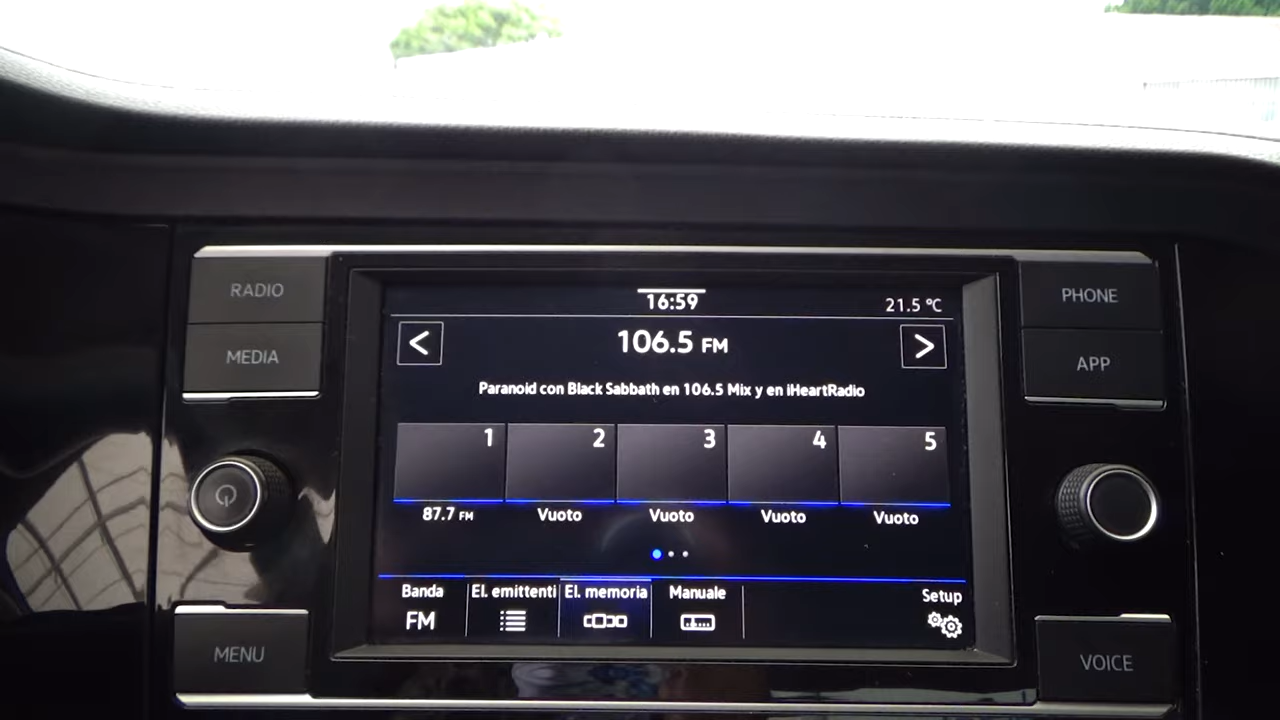 RADIO
MEDIA
MENU
16:59
21.5 °C
<
106.5 FM
>
Paranoid con Black Sabbath en 106.5 Mix y en iHeartRadio
1 2 3 4 5
87.7 FM Vuoto Vuoto Vuoto Vuoto
Banda El. emittenti El. memoria Manuale Setup
FM
PHONE
APP
VOICE